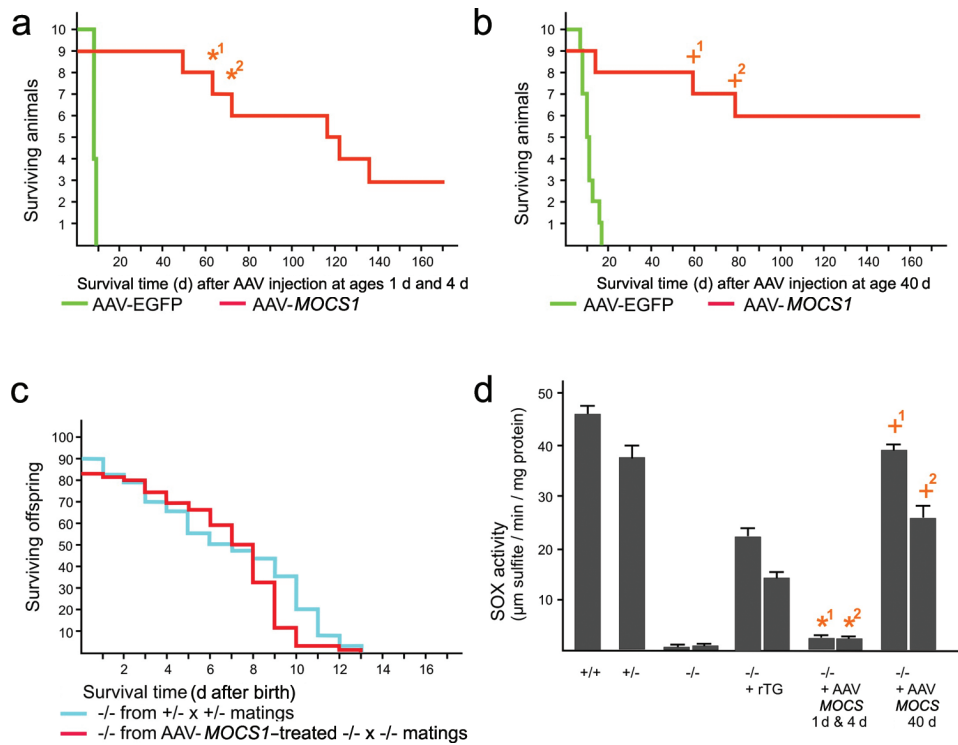 a
Surviving animals
10
9
8
7
6
5
4
3
2
1
*1
*2
20 40 60 80 100 120 140 160
Survival time (d) after AAV injection at ages 1 d and 4 d
AAV-EGFP AAV-MOCS1
b
Surviving animals
10
9
8
7
6
5
4
3
2
1
+1
+2
20 40 60 80 100 120 140 160
Survival time (d) after AAV injection at age 40 d
AAV-EGFP AAV-MOCS1
c
Surviving offspring
100
90
80
70
60
50
40
30
20
10
2 4 6 8 10 12 14 16
Survival time (d after birth)
-/- from +/- x +/- matings
-/- from AAV-MOCS1-treated -/- x -/- matings
d
SOX activity
(µm sulfite / min / mg protein)
50
40
30
20
10
+1
+2
*1 *2
+/+ +/- -/- -/- -/- -/-
+ rTG + AAV + AAV
MOCS MOCS
1 d & 4 d 40 d